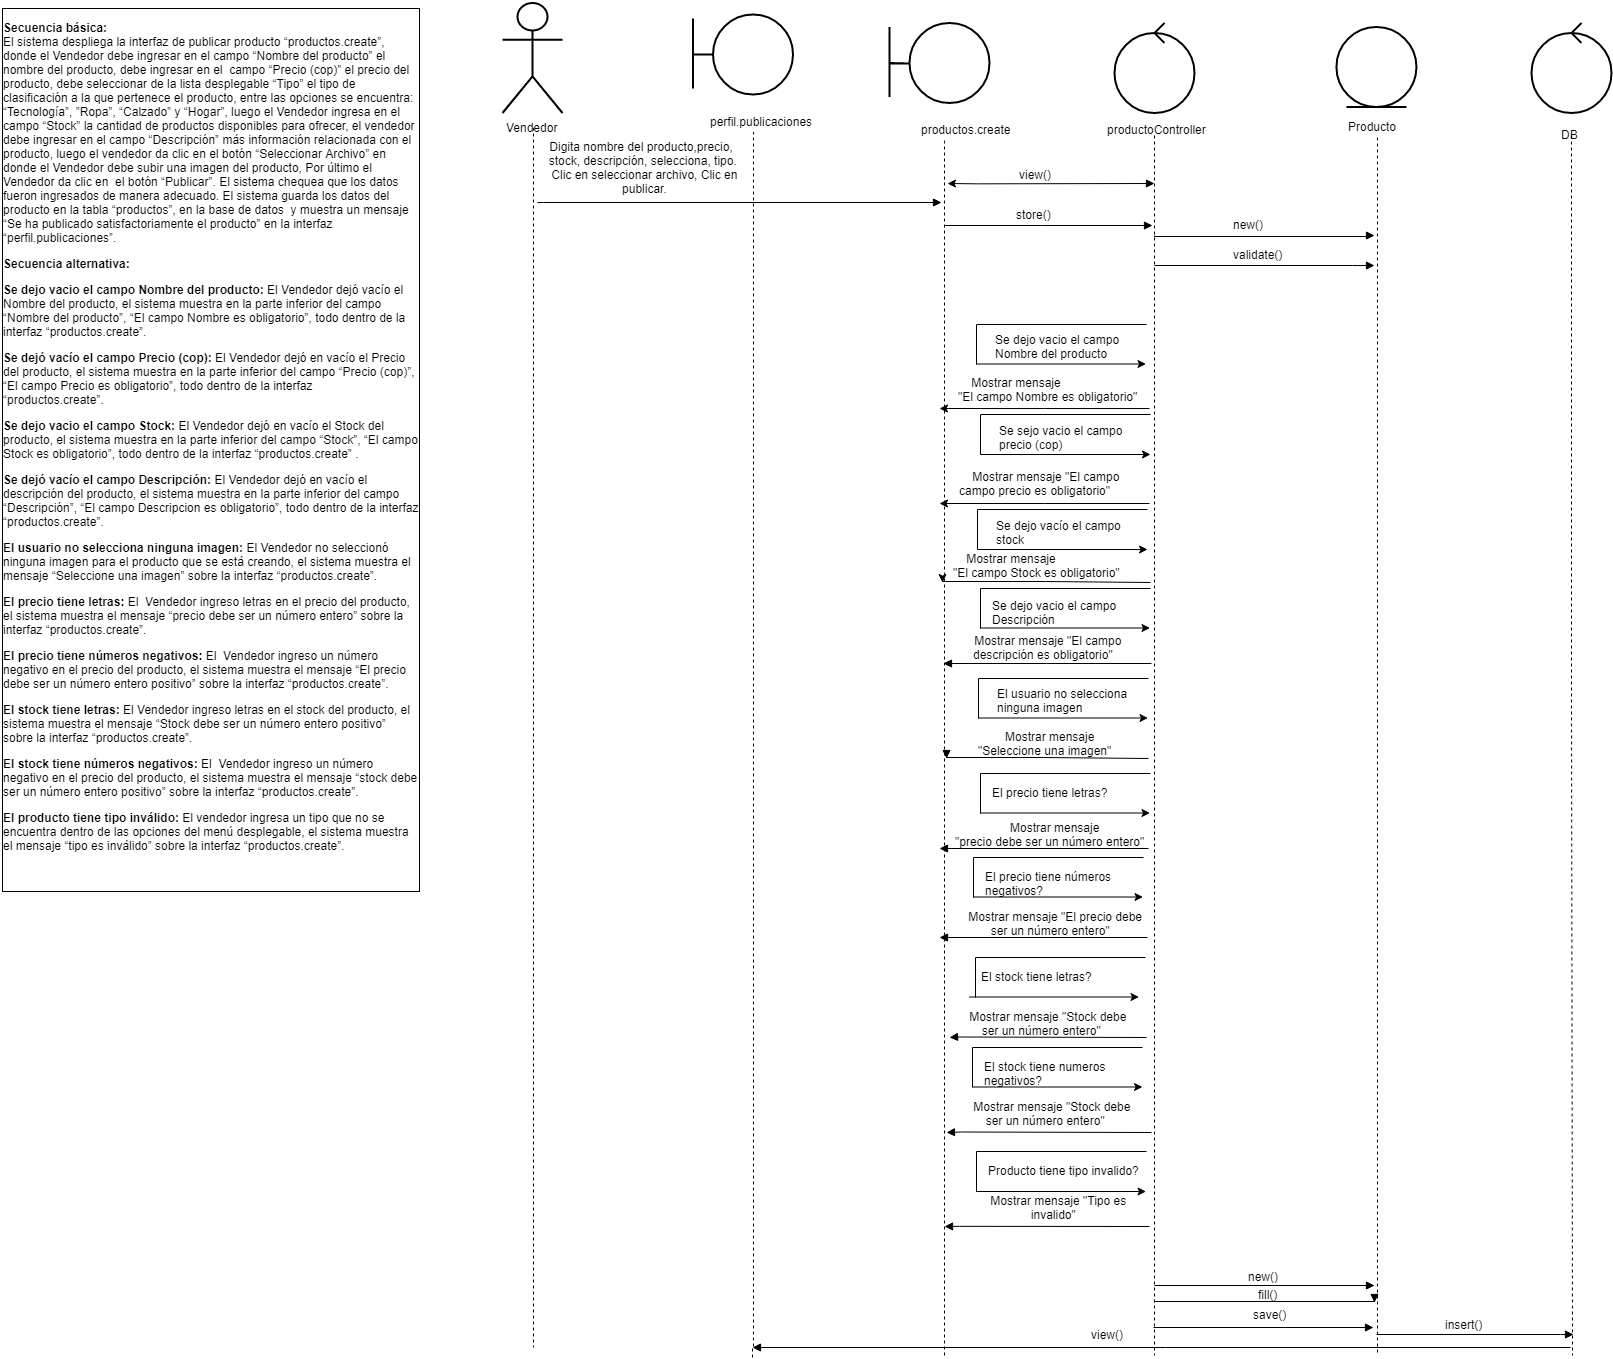 Secuencia básica:
El sistema despliega la interfaz de publicar producto “productos.create”,
donde el Vendedor debe ingresar en el campo “Nombre del producto” el
nombre del producto, debe ingresar en el  campo “Precio (cop)” el precio del
producto, debe seleccionar de la lista desplegable “Tipo” el tipo de
clasificación a la que pertenece el producto, entre las opciones se encuentra:
“Tecnología”, ”Ropa”, “Calzado” y “Hogar”, luego el Vendedor ingresa en el
campo “Stock” la cantidad de productos disponibles para ofrecer, el vendedor
debe ingresar en el campo “Descripción” más información relacionada con el
producto, luego el vendedor da clic en el botón “Seleccionar Archivo” en
donde el Vendedor debe subir una imagen del producto, Por último el
Vendedor da clic en  el botón “Publicar”. El sistema chequea que los datos
fueron ingresados de manera adecuado. El sistema guarda los datos del
producto en la tabla “productos”, en la base de datos  y muestra un mensaje
“Se ha publicado satisfactoriamente el producto” en la interfaz
“perfil.publicaciones”.
Secuencia alternativa:
Se dejo vacio el campo Nombre del producto: El Vendedor dejó vacío el
Nombre del producto, el sistema muestra en la parte inferior del campo
“Nombre del producto”, “El campo Nombre es obligatorio”, todo dentro de la
interfaz “productos.create”.
Se dejó vacío el campo Precio (cop): El Vendedor dejó en vacío el Precio
del producto, el sistema muestra en la parte inferior del campo “Precio (cop)”,
“El campo Precio es obligatorio”, todo dentro de la interfaz
“productos.create”.
Se dejo vacio el campo Stock: El Vendedor dejó en vacío el Stock del
producto, el sistema muestra en la parte inferior del campo “Stock”, “El campo
Stock es obligatorio”, todo dentro de la interfaz “productos.create” .
Se dejó vacío el campo Descripción: El Vendedor dejó en vacío el
descripción del producto, el sistema muestra en la parte inferior del campo
“Descripción”, “El campo Descripcion es obligatorio”, todo dentro de la interfaz
“productos.create”.
El usuario no selecciona ninguna imagen: El Vendedor no seleccionó
ninguna imagen para el producto que se está creando, el sistema muestra el
mensaje “Seleccione una imagen” sobre la interfaz “productos.create”.
El precio tiene letras: El  Vendedor ingreso letras en el precio del producto,
el sistema muestra el mensaje “precio debe ser un número entero” sobre la
interfaz “productos.create”.
El precio tiene números negativos: El  Vendedor ingreso un número
negativo en el precio del producto, el sistema muestra el mensaje “El precio
debe ser un número entero positivo” sobre la interfaz “productos.create”.
El stock tiene letras: El Vendedor ingreso letras en el stock del producto, el
sistema muestra el mensaje “Stock debe ser un número entero positivo”
sobre la interfaz “productos.create”.
El stock tiene números negativos: El  Vendedor ingreso un número
negativo en el precio del producto, el sistema muestra el mensaje “stock debe
ser un número entero positivo” sobre la interfaz “productos.create”.
El producto tiene tipo inválido: El vendedor ingresa un tipo que no se
encuentra dentro de las opciones del menú desplegable, el sistema muestra
el mensaje “tipo es inválido” sobre la interfaz “productos.create”.
Vendedor
perfil.publicaciones
productos.create
productoController
Producto
DB
Digita nombre del producto,precio,
stock, descripción, selecciona, tipo.
Clic en seleccionar archivo, Clic en
publicar.
view()
store()
new()
validate()
Se dejo vacio el campo
Nombre del producto
Mostrar mensaje
"El campo Nombre es obligatorio"
Se sejo vacio el campo
precio (cop)
Mostrar mensaje "El campo
campo precio es obligatorio"
Se dejo vacío el campo
stock
Mostrar mensaje
"El campo Stock es obligatorio"
Se dejo vacio el campo
Descripción
Mostrar mensaje "El campo
descripción es obligatorio"
El usuario no selecciona
ninguna imagen
Mostrar mensaje
"Seleccione una imagen"
El precio tiene letras?
Mostrar mensaje
"precio debe ser un número entero"
El precio tiene números
negativos?
Mostrar mensaje "El precio debe
ser un número entero"
El stock tiene letras?
Mostrar mensaje "Stock debe
ser un número entero"
El stock tiene numeros
negativos?
Mostrar mensaje "Stock debe
ser un número entero"
Producto tiene tipo invalido?
Mostrar mensaje "Tipo es
invalido"
new()
fill()
save()
insert()
view()